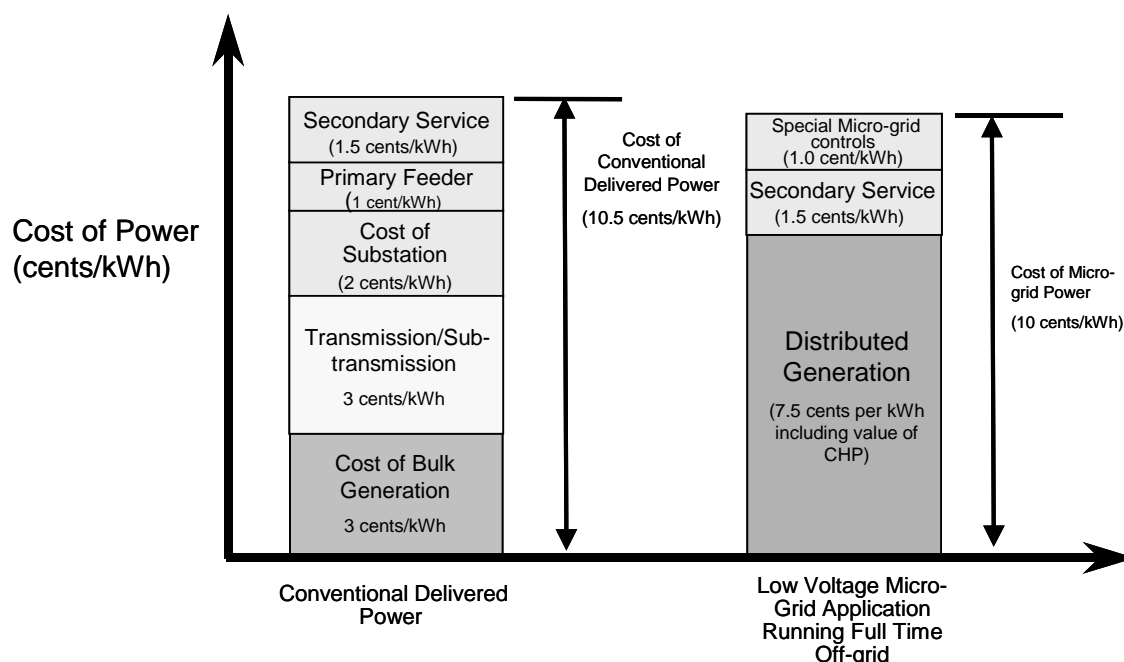 Cost of Power
(cents/kWh)
Secondary Service
(1.5 cents/kWh)
Primary Feeder
(1 cent/kWh)
Cost of
Substation
(2 cents/kWh)
Transmission/Sub-
transmission
3 cents/kWh
Cost of Bulk
Generation
3 cents/kWh
Conventional Delivered
Power
Cost of
Conventional
Delivered Power
(10.5 cents/kWh)
Special Micro-grid
controls
(1.0 cent/kWh)
Secondary Service
(1.5 cents/kWh)
Distributed
Generation
(7.5 cents per kWh
including value of
CHP)
Low Voltage Micro-
Grid Application
Running Full Time
Off-grid
Cost of Micro-
grid Power
(10 cents/kWh)